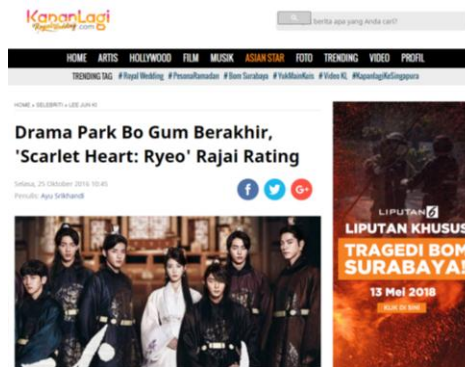 KapanLagi
.com
berita apa yang Anda cari?
HOME ARTIS HOLLYWOOD FILM MUSIK ASIAN STAR FOTO TRENDING VIDEO PROFIL
TRENDING TAG # Royal Wedding # PesonaRamadan # Bom Surabaya # YukMainKuis # Video KL #KapanlagiKeSingapura
HOME » SELEBRITI » LEE JUN KI
Drama Park Bo Gum Berakhir,
'Scarlet Heart: Ryeo' Rajai Rating
Selasa, 25 Oktober 2016 10:45
Penulis: Ayu Srikhandi
f
G+
LIPUTAN 6
LIPUTAN KHUSUS
TRAGEDI BOM
SURABAYA!
13 Mei 2018
KLIK DI SINI